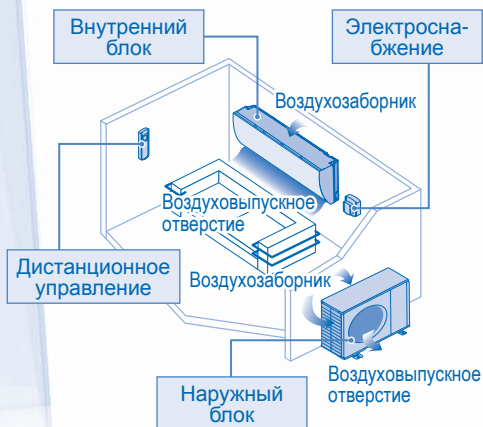 Внутренний
блок
Электросна-
бжение
Воздухозаборник
Воздуховыпускное
отверстие
Дистанционное
управление
Воздухозаборник
Воздуховыпускное
отверстие
Наружный
блок